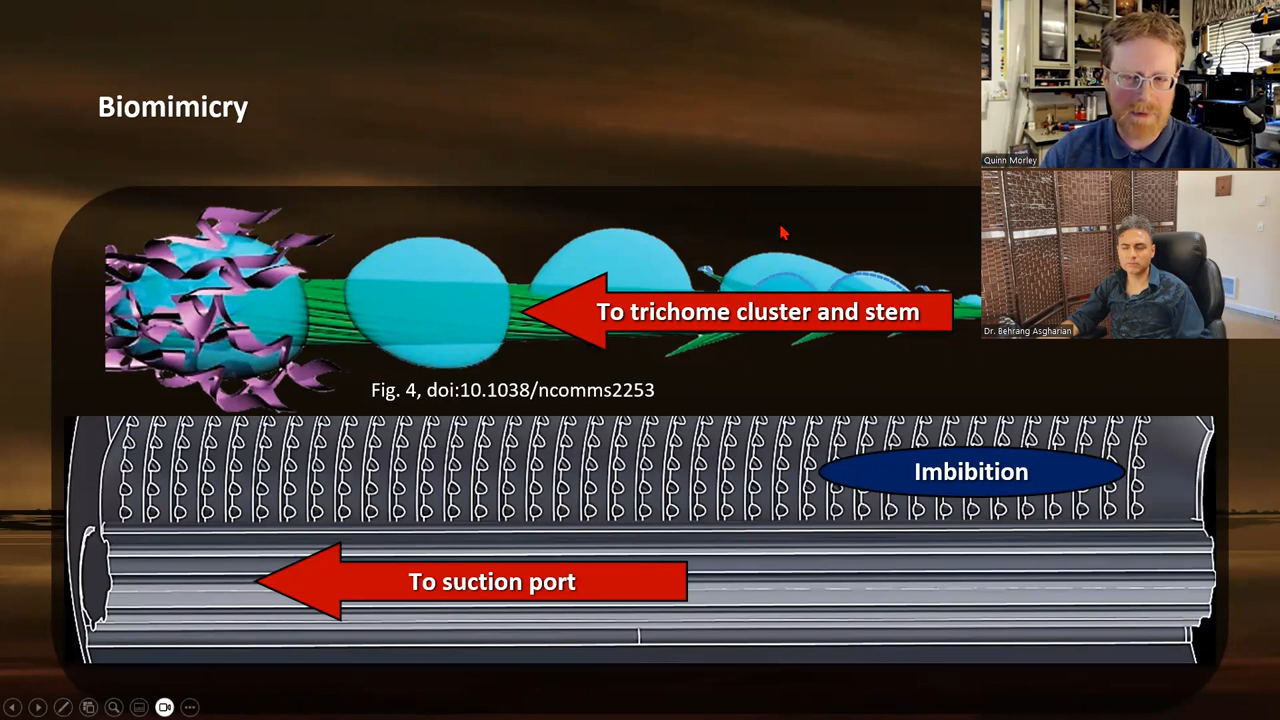 Biomimicry
Quinn Morley
To trichome cluster and stem
Dr. Behrang Asgharian
Fig. 4, doi:10.1038/ncomms2253
Imbibition
To suction port